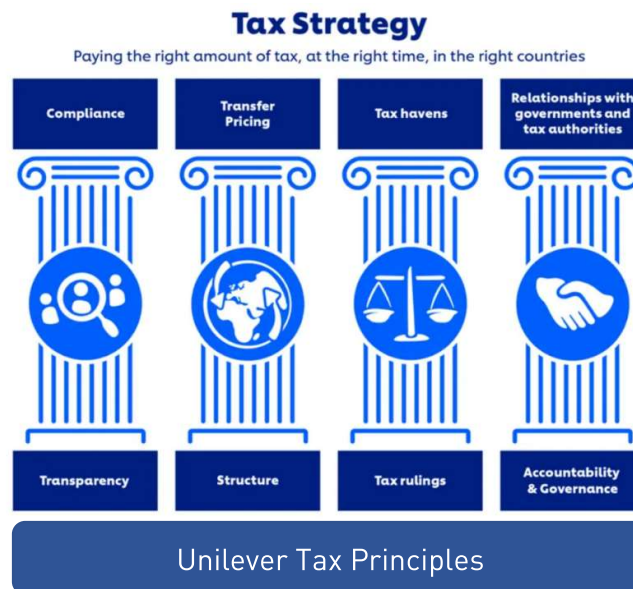 Tax Strategy
Paying the right amount of tax, at the right time, in the right countries
Compliance
Transfer
Pricing
Tax havens
Relationships with
governments and
tax authorities
Transparency
Structure
Tax rulings
Accountability
& Governance
Unilever Tax Principles